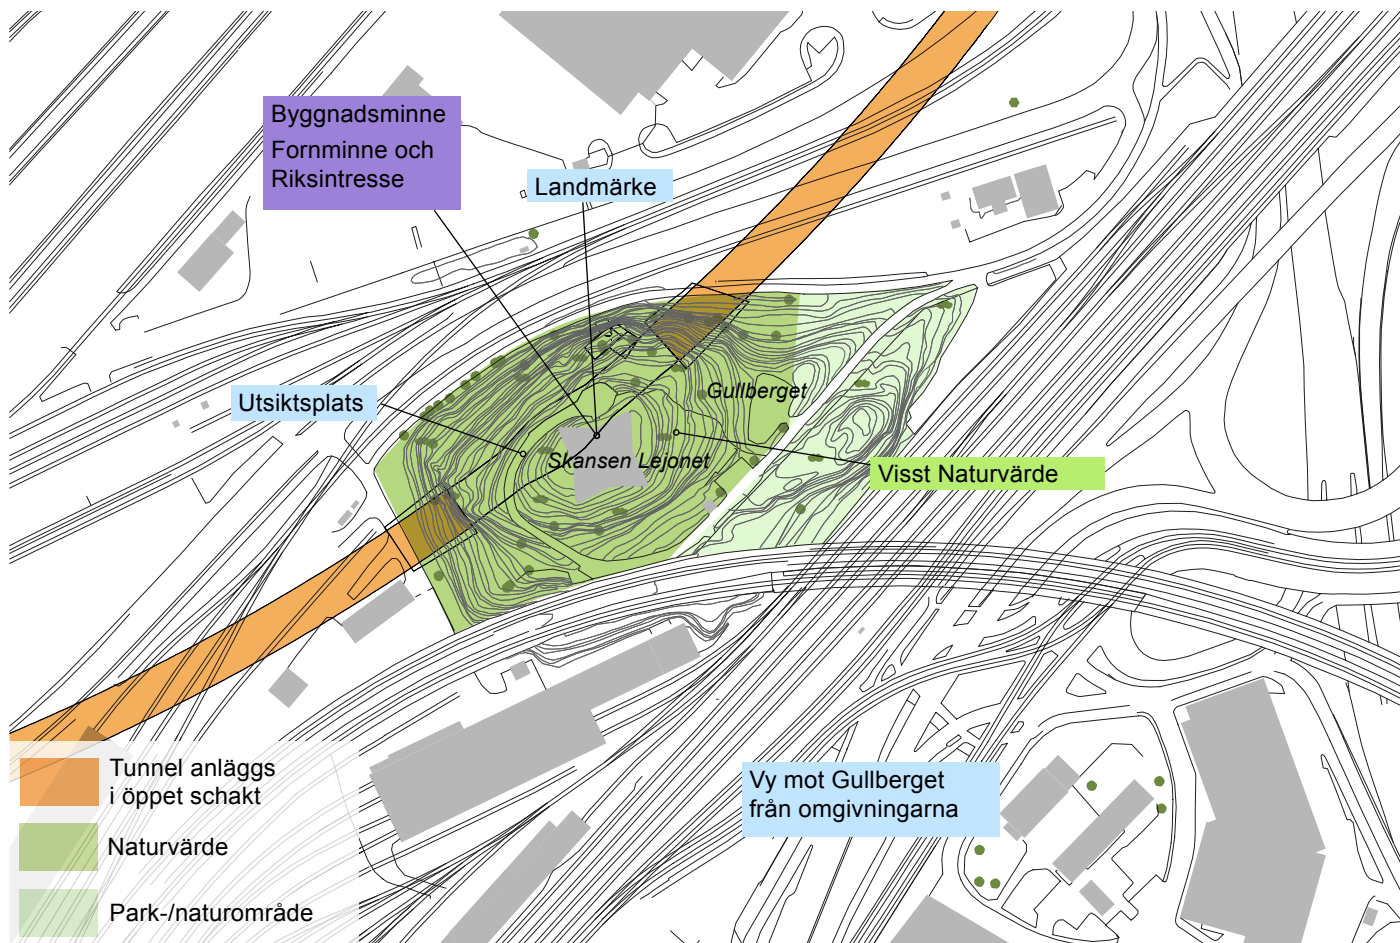 Byggnadsminne
Fornminne och
Riksintresse
Landmärke
Utsiktsplats
Gullberget
Skansen Lejonet
Visst Naturvärde
Vy mot Gullberget
från omgivningarna
Tunnel anläggs
i öppet schakt
Naturvärde
Park-/naturområde